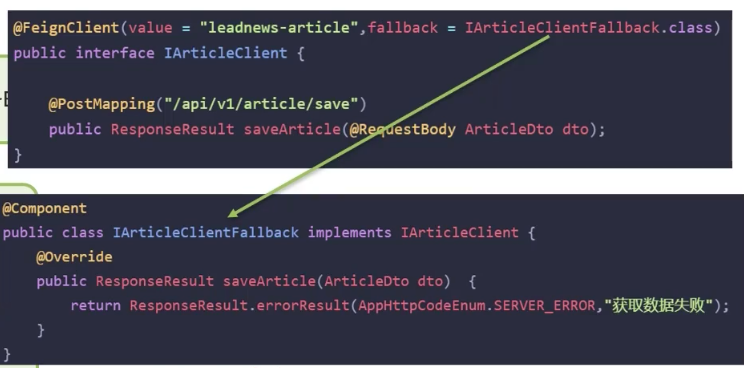 @FeignClient(value = "leadnews-article",fallback = IArticleClientFallback.class)
public interface IArticleClient {
@PostMapping("/api/v1/article/save")
public ResponseResult saveArticle(@RequestBody ArticleDto dto);
}
@Component
public class IArticleClientFallback implements IArticleClient {
@Override
public ResponseResult saveArticle(ArticleDto dto)  {
return ResponseResult.errorResult(AppHttpCodeEnum.SERVER_ERROR,"获取数据失败");
}
}